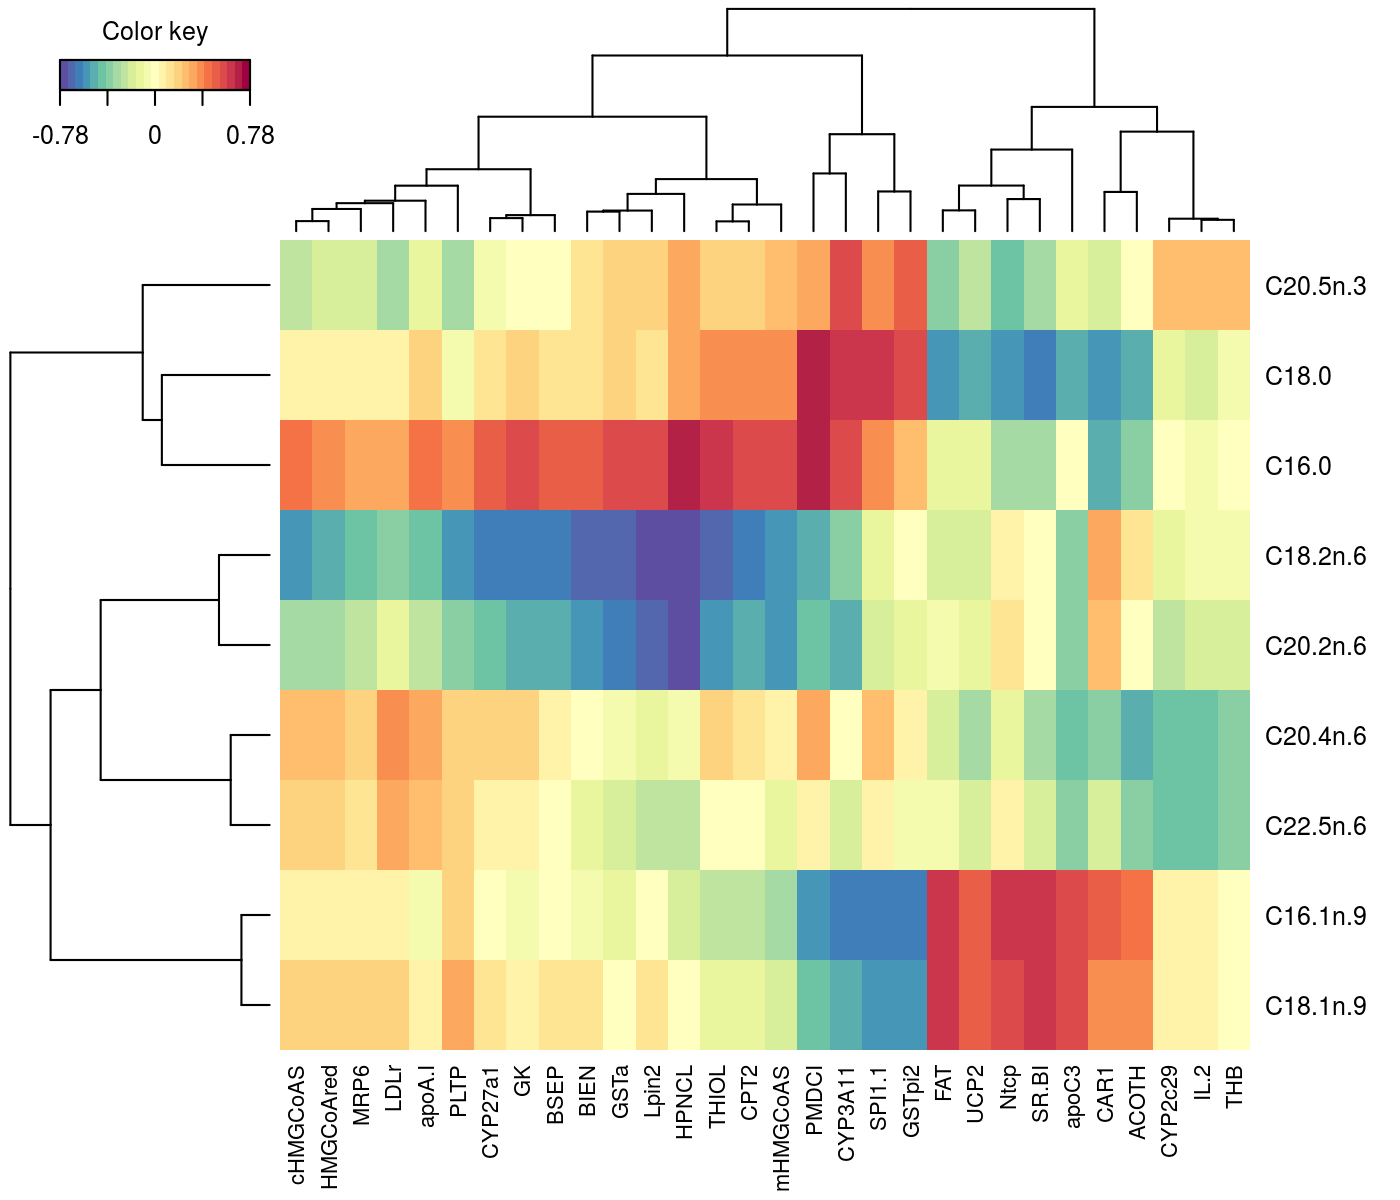 Color key
-0.78 0 0.78
C20.5n.3
C18.0
C16.0
C18.2n.6
C20.2n.6
C20.4n.6
C22.5n.6
C16.1n.9
C18.1n.9
cHMGCoAS
HMGCoAred
MRP6
LDLr
apoA.I
PLTP
CYP27a1
GK
BSEP
BIEN
GSTa
Lpin2
HPNCL
THIOL
CPT2
mHMGCoAS
PMDCI
CYP3A11
SPI1.1
GSTpi2
FAT
UCP2
Ntcp
SR.BI
apoC3
CAR1
ACOTH
CYP2c29
IL.2
THB